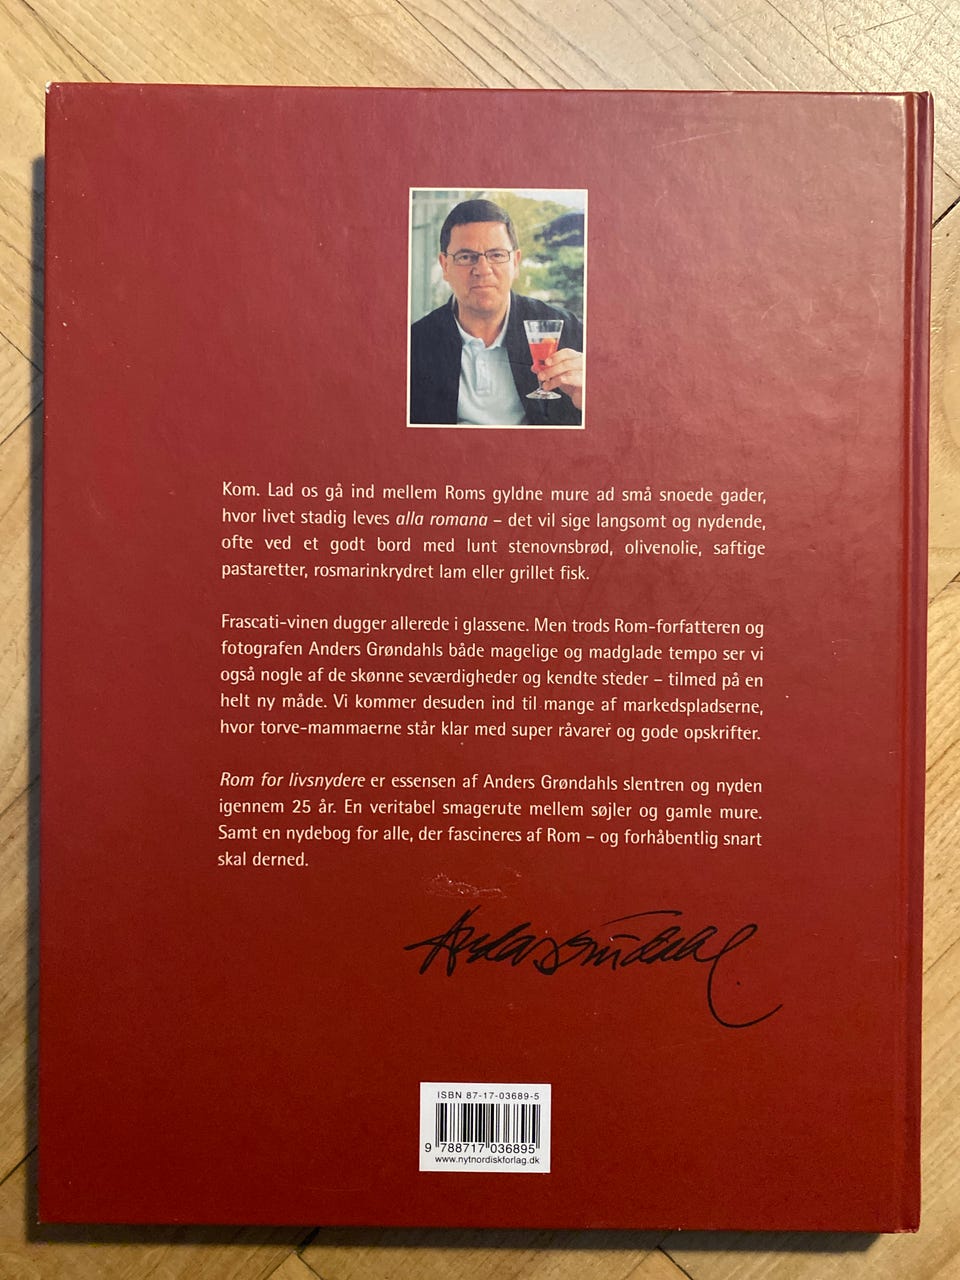 Kom. Lad os gå ind mellem Roms gyldne mure ad små snoede gader,
hvor livet stadig leves alla romana – det vil sige langsomt og nydende,
ofte ved et godt bord med lunt stenovnsbrød, olivenolie, saftige
pastaretter, rosmarinkrydret lam eller grillet fisk.
Frascati-vinen dugger allerede i glassene. Men trods Rom-forfatteren og
fotografen Anders Grøndahls både magelige og madglade tempo ser vi
også nogle af de skønne seværdigheder og kendte steder – tilmed på en
helt ny måde. Vi kommer desuden ind til mange af markedspladserne,
hvor torve-mammaerne står klar med super råvarer og gode opskrifter.
Rom for livsnydere er essensen af Anders Grøndahls slentren og nyden
igennem 25 år. En veritabel smagerute mellem søjler og gamle mure.
Samt en nydebog for alle, der fascineres af Rom – og forhåbentlig snart
skal derned.
Anders Grøndahl
ISBN 87-17-03689-5
9 788717 036895
www.nytnordiskforlag.dk